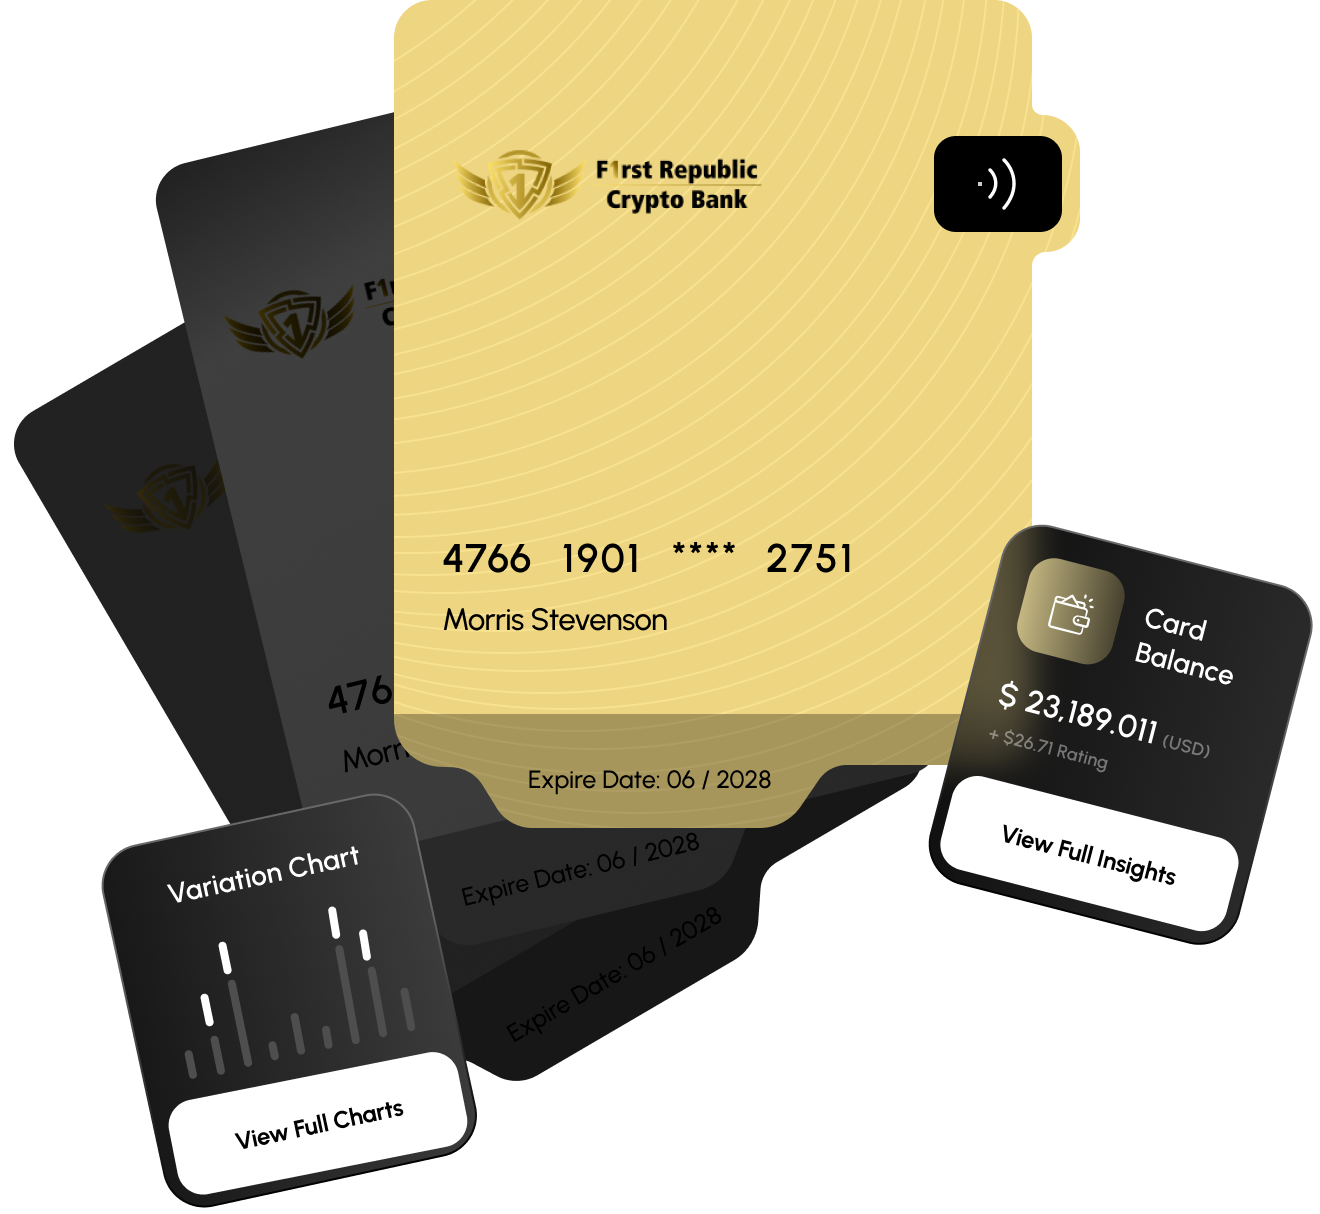 F1rst Republic
Crypto Bank
4766 1901 **** 2751
Morris Stevenson
Expire Date: 06 / 2028
476
Morr
Expire Date: 06 / 2028
Expire Date: 06 / 2028
Card
Balance
$ 23,189.011 (USD)
+ $26.71 Rating
View Full Insights
Variation Chart
View Full Charts